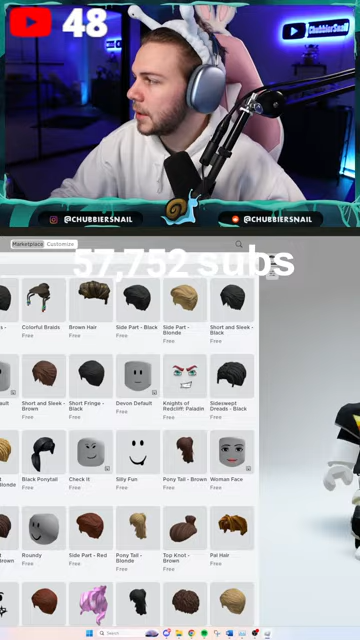 48
ChubbierSnail
@CHUBBIERSNAIL
@CHUBBIERSNAIL
Marketplace Customize
57,752 subs
Colorful Braids
Free
Brown Hair
Free
Side Part - Black
Free
Side Part - Blonde
Free
Short and Sleek - Black
Free
Short and Sleek - Brown
Free
Short Fringe - Black
Free
Devon Default
Free
Knights of Redcliff: Paladin
Free
Sideswept Dreads - Black
Free
Blonde
Black Ponytail
Free
Check It
Free
Silly Fun
Free
Pony Tail - Brown
Free
Woman Face
Free
Roundy
Free
Side Part - Red
Free
Pony Tail - Blonde
Free
Top Knot - Brown
Free
Pal Hair
Free
Search